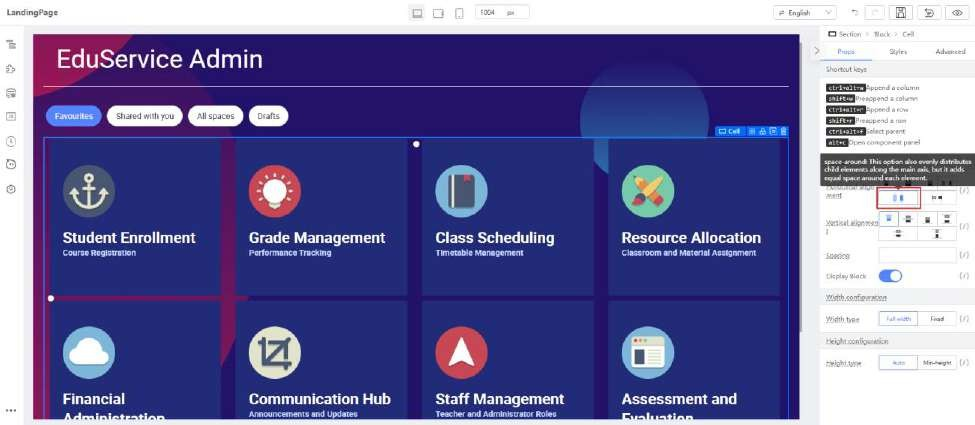 LandingPage
1004 px
English
EduService Admin
Favourites
Shared with you
All spaces
Drafts
Cell
Student Enrollment
Course Registration
Grade Management
Performance Tracking
Class Scheduling
Timetable Management
Resource Allocation
Classroom and Material Assignment
Financial
Administration
Communication Hub
Announcements and Updates
Staff Management
Teacher and Administrator Roles
Assessment and
Evaluation
Section > Block > Cell
Props
Styles
Advanced
Shortcut keys
ctrl+alt+w Append a column
shift+w Preappend a column
ctrl+alt+r Append a row
shift+r Preappend a row
ctrl+alt+f Select parent
alt+c Open component panel
space-around: This option also evenly distributes
child elements along the main axis, but it adds
equal space around each element.
Horizontal align
ment
Vertical alignmen
t
Spacing
Display Block
Width configuration
Width type
Full width
Fixed
Height configuration
Height type
Auto
Min-height